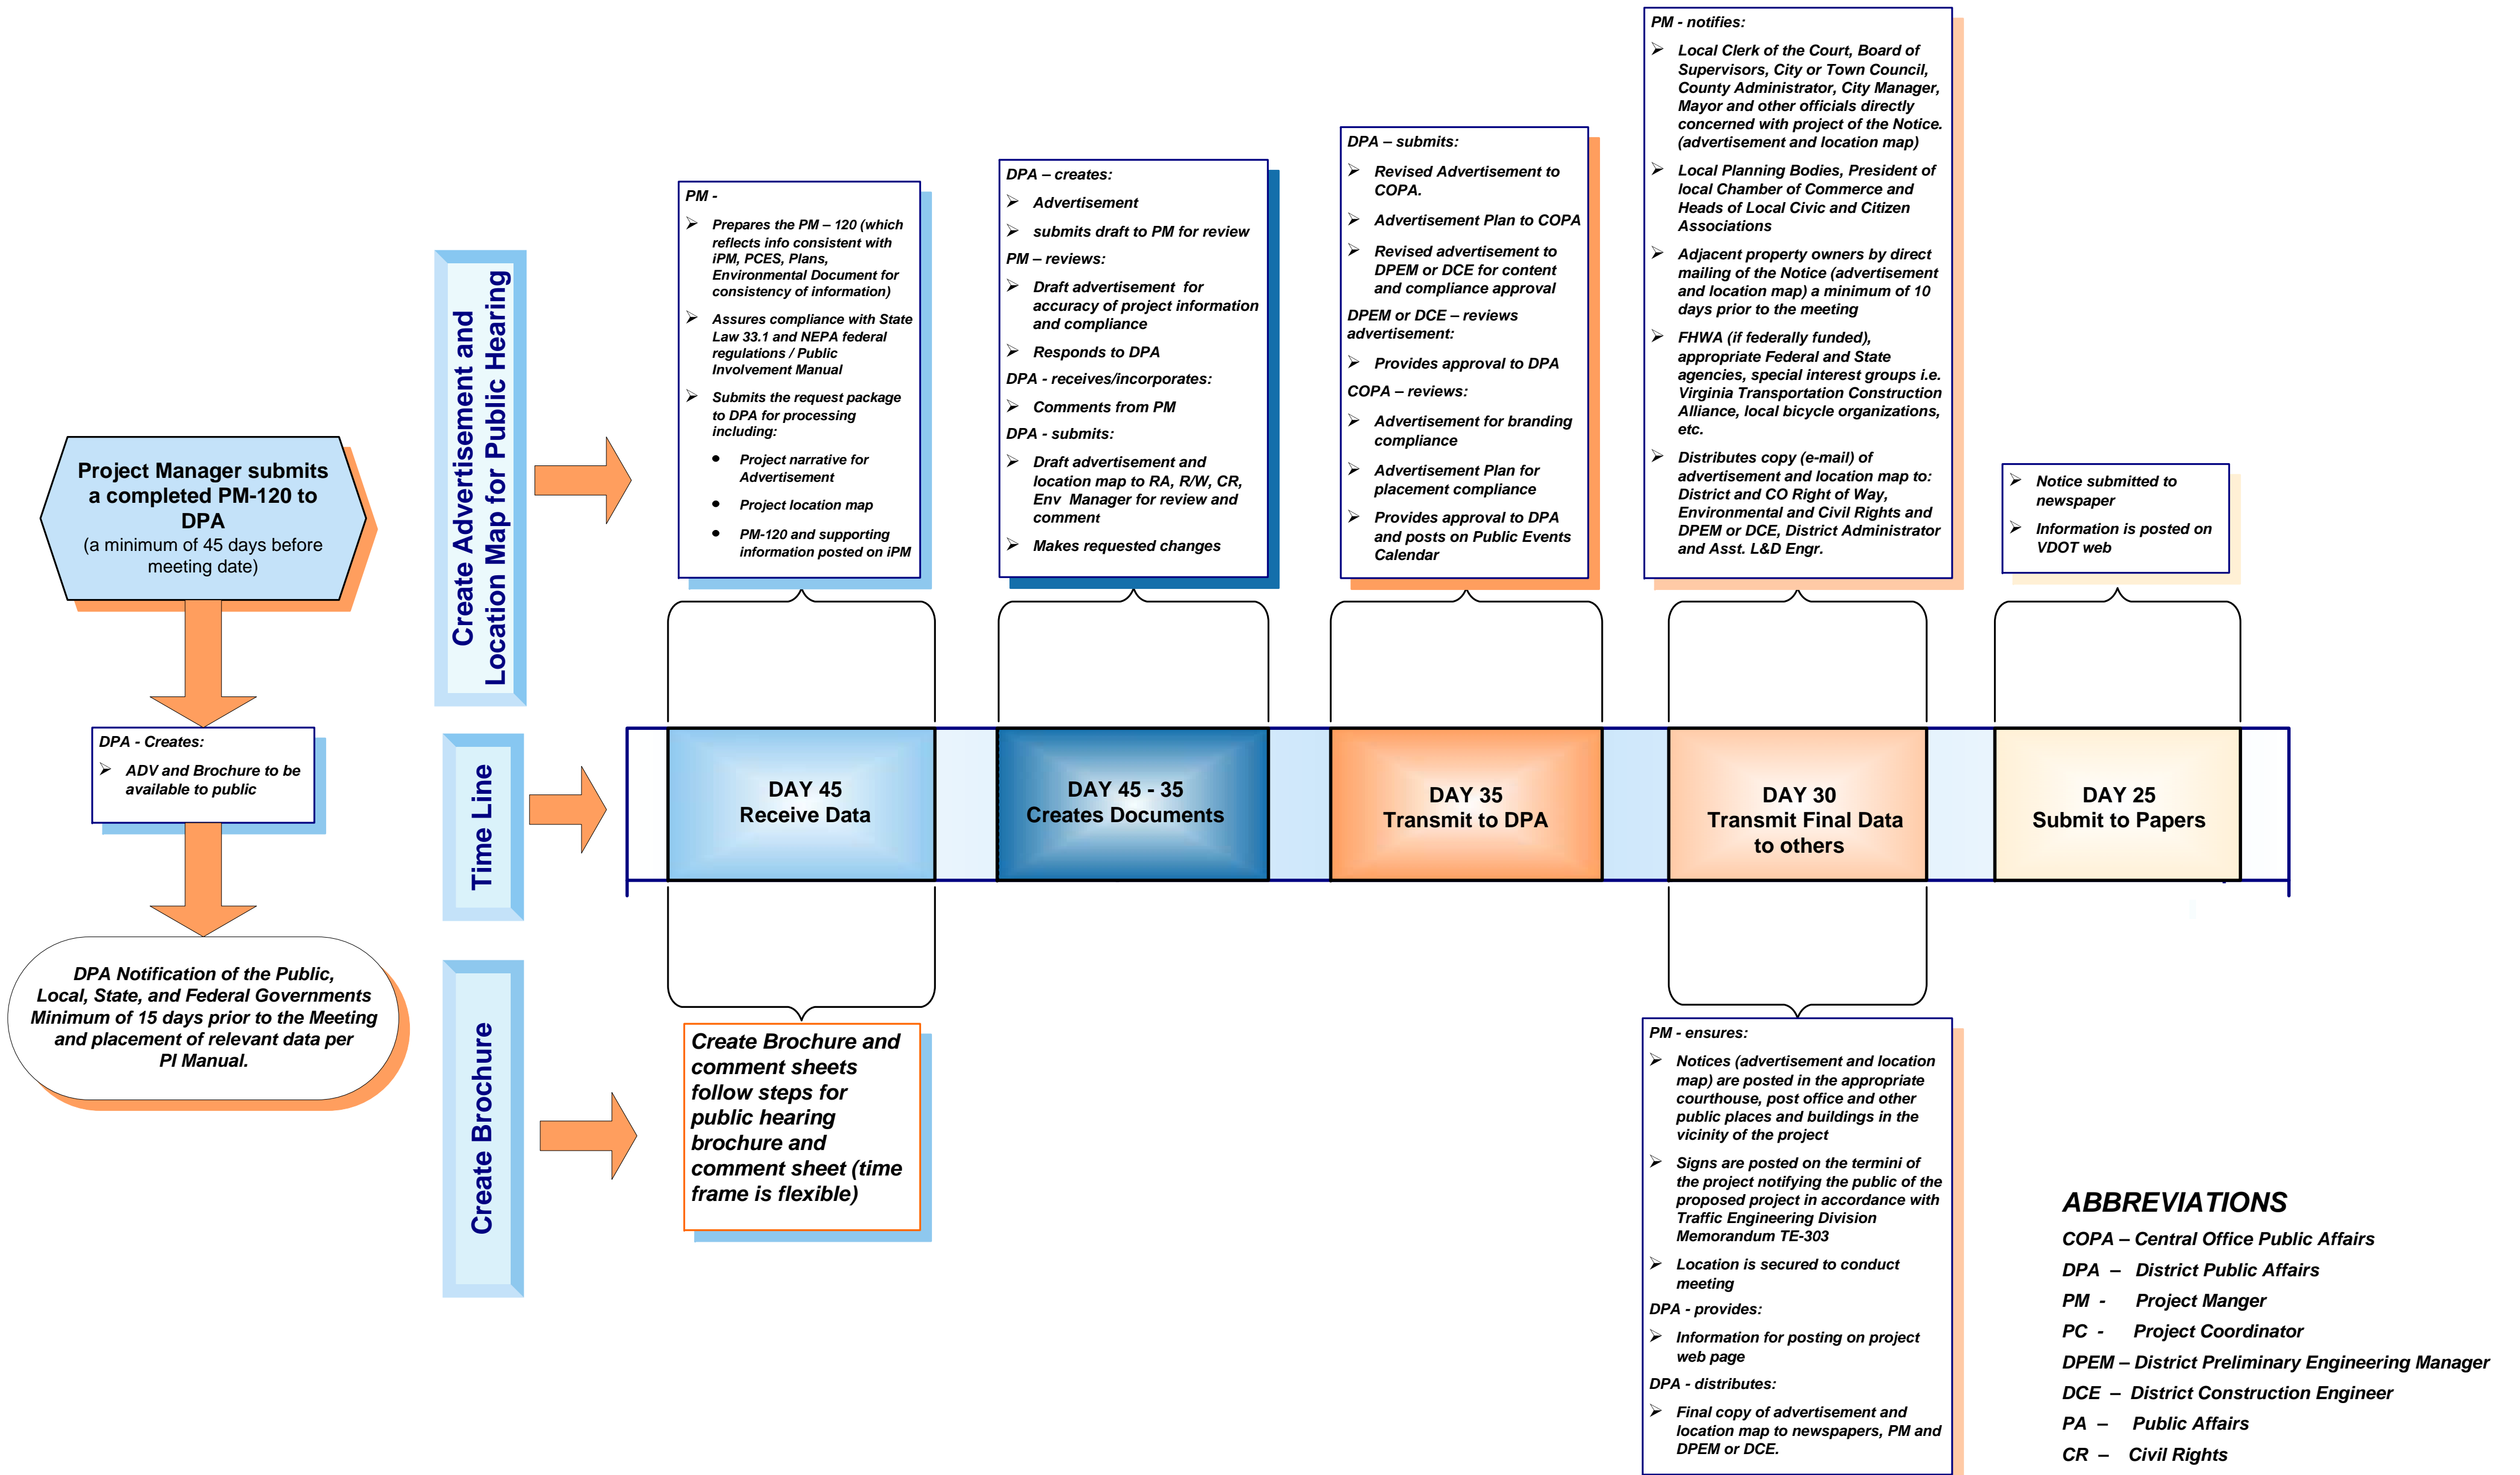 Project Manager submits
a completed PM-120 to
DPA
(a minimum of 45 days before
meeting date)
DPA - Creates:
➢ ADV and Brochure to be
available to public
DPA Notification of the Public,
Local, State, and Federal Governments
Minimum of 15 days prior to the Meeting
and placement of relevant data per
PI Manual.
Create Advertisement and
Location Map for Public Hearing
PM -
➢ Prepares the PM – 120 (which
reflects info consistent with
iPM, PCES, Plans,
Environmental Document for
consistency of information)
➢ Assures compliance with State
Law 33.1 and NEPA federal
regulations / Public
Involvement Manual
➢ Submits the request package
to DPA for processing
including:
• Project narrative for
Advertisement
• Project location map
• PM-120 and supporting
information posted on iPM
DPA – creates:
➢ Advertisement
➢ submits draft to PM for review
PM – reviews:
➢ Draft advertisement for
accuracy of project information
and compliance
➢ Responds to DPA
DPA - receives/incorporates:
➢ Comments from PM
DPA - submits:
➢ Draft advertisement and
location map to RA, R/W, CR,
Env Manager for review and
comment
➢ Makes requested changes
DPA – submits:
➢ Revised Advertisement to
COPA.
➢ Advertisement Plan to COPA
➢ Revised advertisement to
DPEM or DCE for content
and compliance approval
DPEM or DCE – reviews
advertisement:
➢ Provides approval to DPA
COPA – reviews:
➢ Advertisement for branding
compliance
➢ Advertisement Plan for
placement compliance
➢ Provides approval to DPA
and posts on Public Events
Calendar
PM - notifies:
➢ Local Clerk of the Court, Board of
Supervisors, City or Town Council,
County Administrator, City Manager,
Mayor and other officials directly
concerned with project of the Notice.
(advertisement and location map)
➢ Local Planning Bodies, President of
local Chamber of Commerce and
Heads of Local Civic and Citizen
Associations
➢ Adjacent property owners by direct
mailing of the Notice (advertisement
and location map) a minimum of 10
days prior to the meeting
➢ FHWA (if federally funded),
appropriate Federal and State
agencies, special interest groups i.e.
Virginia Transportation Construction
Alliance, local bicycle organizations,
etc.
➢ Distributes copy (e-mail) of
advertisement and location map to:
District and CO Right of Way,
Environmental and Civil Rights and
DPEM or DCE, District Administrator
and Asst. L&D Engr.
➢ Notice submitted to
newspaper
➢ Information is posted on
VDOT web
Time Line
DAY 45
Receive Data
DAY 45 - 35
Creates Documents
DAY 35
Transmit to DPA
DAY 30
Transmit Final Data
to others
DAY 25
Submit to Papers
Create Brochure
Create Brochure and
comment sheets
follow steps for
public hearing
brochure and
comment sheet (time
frame is flexible)
PM - ensures:
➢ Notices (advertisement and location
map) are posted in the appropriate
courthouse, post office and other
public places and buildings in the
vicinity of the project
➢ Signs are posted on the termini of
the project notifying the public of the
proposed project in accordance with
Traffic Engineering Division
Memorandum TE-303
➢ Location is secured to conduct
meeting
DPA - provides:
➢ Information for posting on project
web page
DPA - distributes:
➢ Final copy of advertisement and
location map to newspapers, PM and
DPEM or DCE.
ABBREVIATIONS
COPA – Central Office Public Affairs
DPA – District Public Affairs
PM - Project Manger
PC - Project Coordinator
DPEM – District Preliminary Engineering Manager
DCE – District Construction Engineer
PA – Public Affairs
CR – Civil Rights